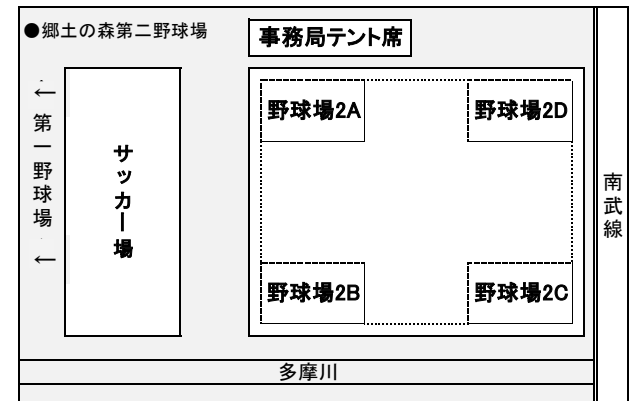 ●郷土の森第二野球場
事務局テント席
野球場2A
野球場2D
← 第一野球場 ←
サッカー場
南武線
野球場2B
野球場2C
多摩川